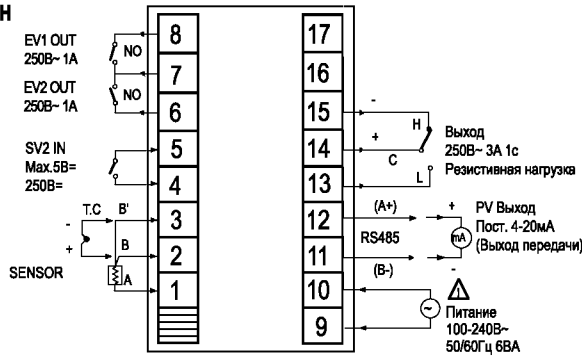 H
EV1 OUT
250В~ 1А
NO
EV2 OUT
250В~ 1А
NO
SV2 IN
Max.5В=
250В=
T.C
B'
-
+
B
A
SENSOR
8
7
6
5
4
3
2
1
17
16
15
14
13
12
11
10
9
-
H
+
C
L
Выход
250В~ 3А 1с
Резистивная нагрузка
(A+)
RS485
(B-)
+
mA
-
PV Выход
Пост. 4-20мА
(Выход передачи)
~
Питание
100-240В~
50/60Гц 6ВА